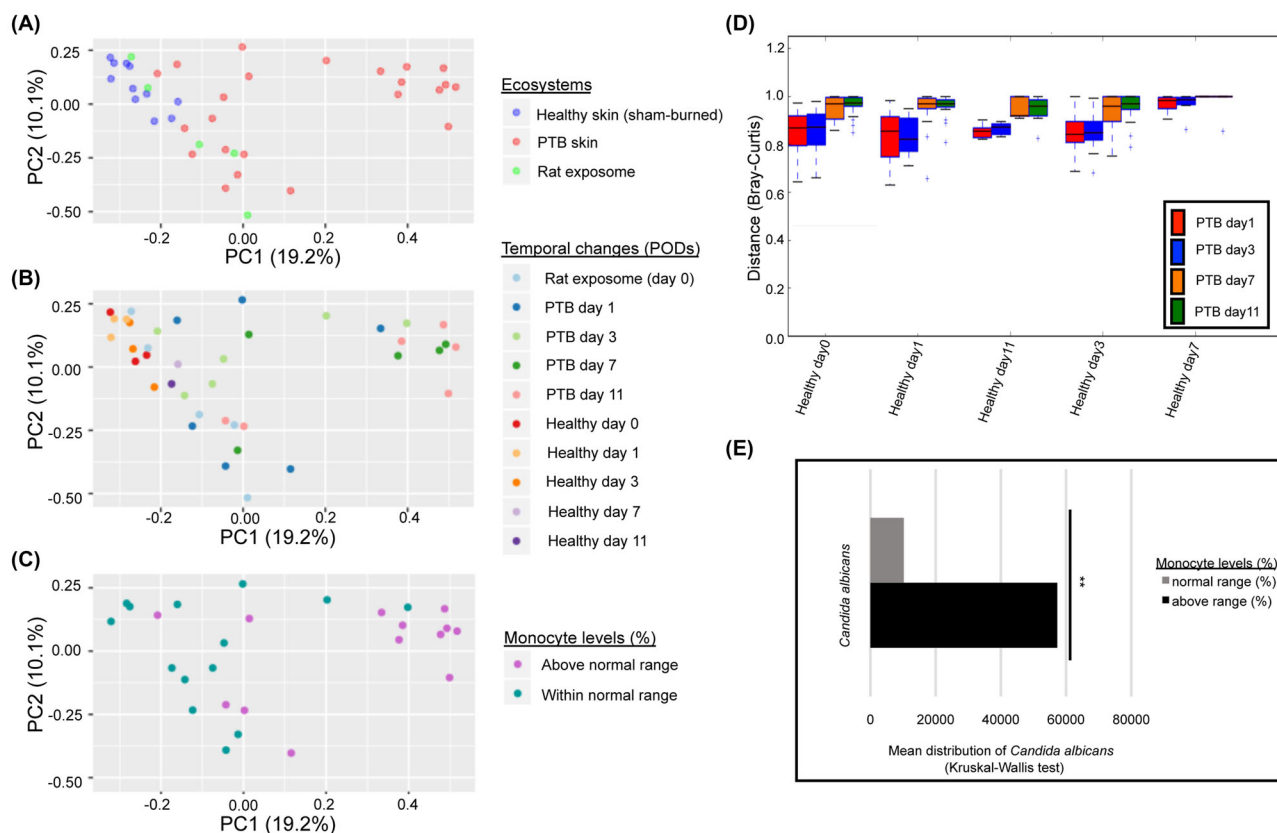 (A)
0.25
0.00
-0.25
-0.50
PC2 (10.1%)
-0.2
0.00
0.2
0.4
PC1 (19.2%)
Ecosystems
Healthy skin (sham-burned)
PTB skin
Rat exposome
(B)
0.25
0.00
-0.25
-0.50
PC2 (10.1%)
-0.2
0.00
0.2
0.4
PC1 (19.2%)
Temporal changes (PODs)
Rat exposome (day 0)
PTB day 1
PTB day 3
PTB day 7
PTB day 11
Healthy day 0
Healthy day 1
Healthy day 3
Healthy day 7
Healthy day 11
(C)
0.25
0.00
-0.25
-0.50
PC2 (10.1%)
-0.2
0.00
0.2
0.4
PC1 (19.2%)
Monocyte levels (%)
Above normal range
Within normal range
(D)
1.2
1.0
0.8
0.6
0.4
0.2
0.0
Distance (Bray-Curtis)
Healthy day0
Healthy day1
Healthy day11
Healthy day3
Healthy day7
PTB day1
PTB day3
PTB day7
PTB day11
(E)
Candida albicans
**
0
20000
40000
60000
80000
Mean distribution of Candida albicans
(Kruskal-Wallis test)
Monocyte levels (%)
normal range (%)
above range (%)